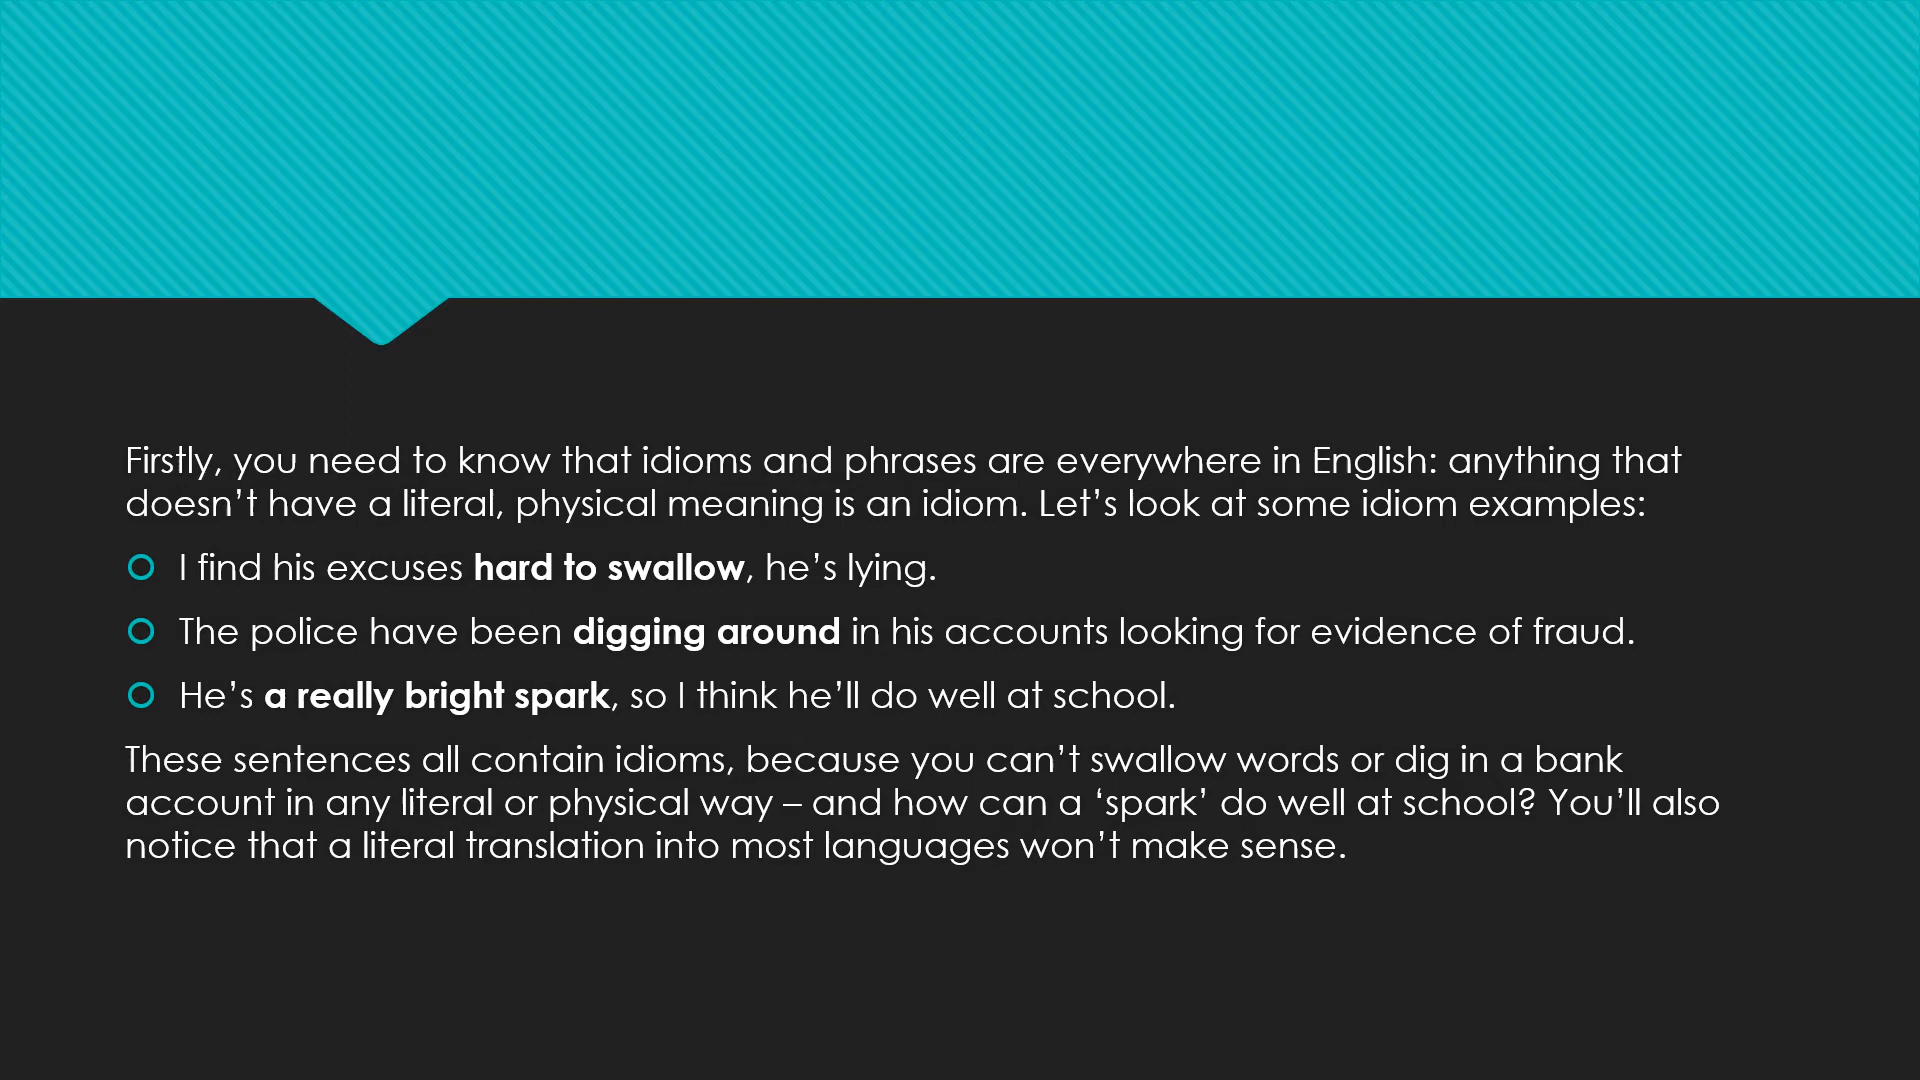 Firstly, you need to know that idioms and phrases are everywhere in English: anything that
doesn’t have a literal, physical meaning is an idiom. Let’s look at some idiom examples:
I find his excuses hard to swallow, he’s lying.
The police have been digging around in his accounts looking for evidence of fraud.
He’s a really bright spark, so I think he’ll do well at school.
These sentences all contain idioms, because you can’t swallow words or dig in a bank
account in any literal or physical way – and how can a ‘spark’ do well at school? You’ll also
notice that a literal translation into most languages won’t make sense.